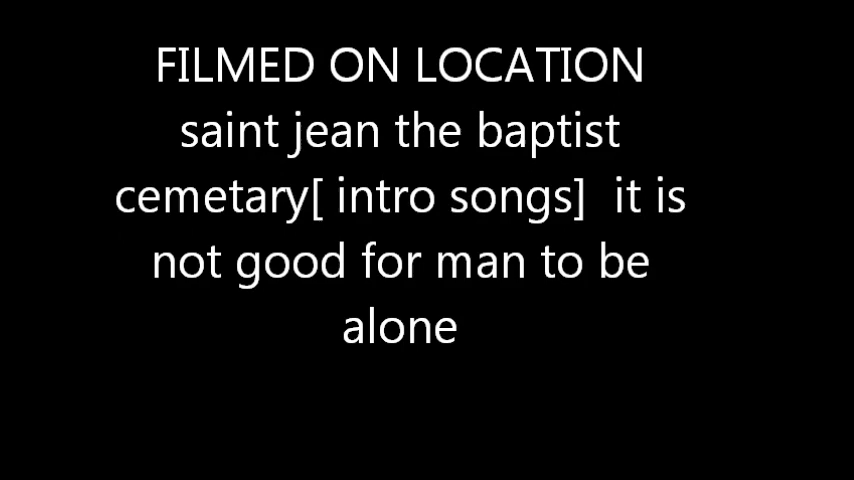 FILMED ON LOCATION
saint jean the baptist
cemetary[ intro songs]  it is
not good for man to be
alone